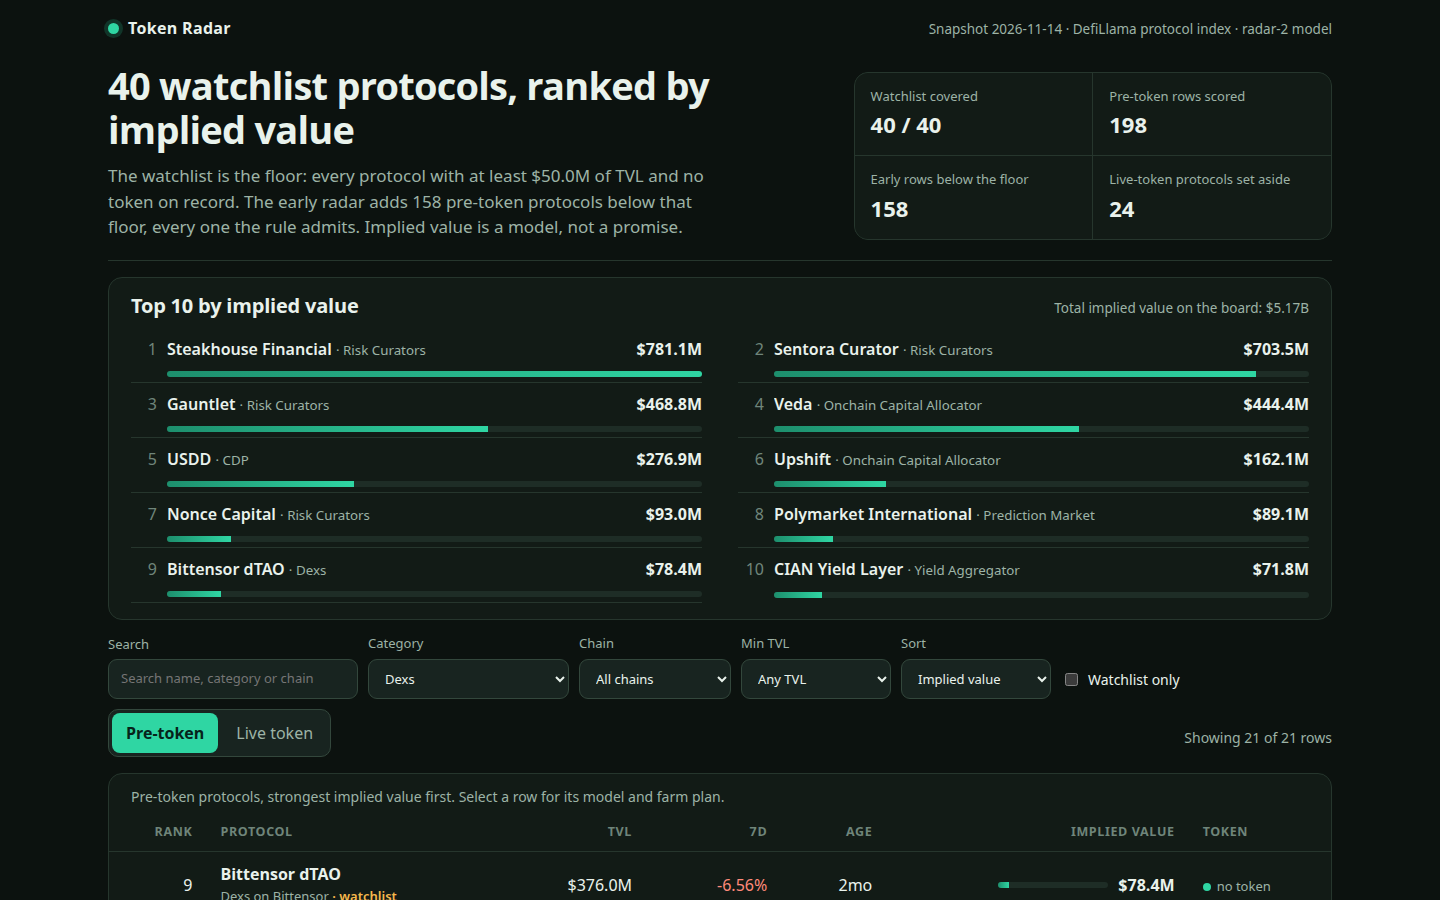 Token Radar
Snapshot 2026-11-14 · DefiLlama protocol index · radar-2 model
40 watchlist protocols, ranked by
implied value
The watchlist is the floor: every protocol with at least $50.0M of TVL and no
token on record. The early radar adds 158 pre-token protocols below that
floor, every one the rule admits. Implied value is a model, not a promise.
Watchlist covered
40 / 40
Pre-token rows scored
198
Early rows below the floor
158
Live-token protocols set aside
24
Top 10 by implied value
Total implied value on the board: $5.17B
1 Steakhouse Financial · Risk Curators $781.1M
2 Sentora Curator · Risk Curators $703.5M
3 Gauntlet · Risk Curators $468.8M
4 Veda · Onchain Capital Allocator $444.4M
5 USDD · CDP $276.9M
6 Upshift · Onchain Capital Allocator $162.1M
7 Nonce Capital · Risk Curators $93.0M
8 Polymarket International · Prediction Market $89.1M
9 Bittensor dTAO · Dexs $78.4M
10 CIAN Yield Layer · Yield Aggregator $71.8M
Search
Search name, category or chain
Category
Dexs
Chain
All chains
Min TVL
Any TVL
Sort
Implied value
Watchlist only
Pre-token Live token
Showing 21 of 21 rows
Pre-token protocols, strongest implied value first. Select a row for its model and farm plan.
RANK PROTOCOL TVL 7D AGE IMPLIED VALUE TOKEN
9 Bittensor dTAO $376.0M -6.56% 2mo $78.4M no token
Dexs on Bittensor · watchlist